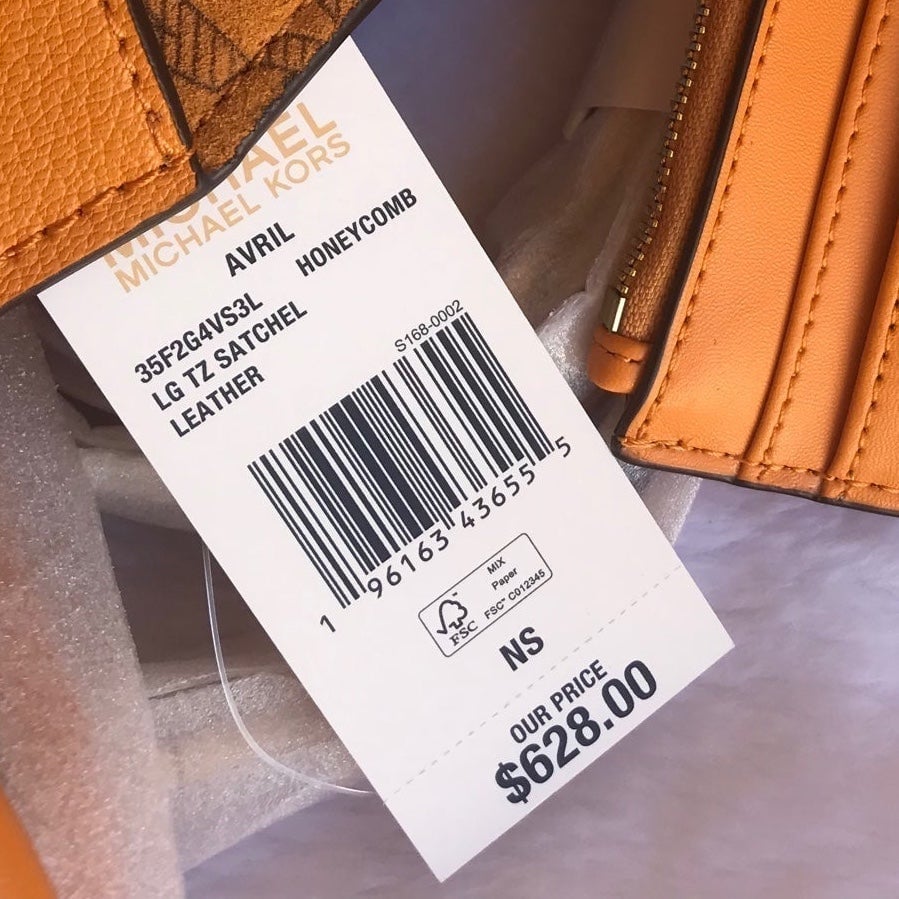 MICHAEL
MICHAEL KORS
AVRIL
HONEYCOMB
35F2G4VS3L
LG TZ SATCHEL
LEATHER
S168-0002
1 96163 43655 5
FSC
MIX
Paper
FSC™ C012345
NS
OUR PRICE
$628.00